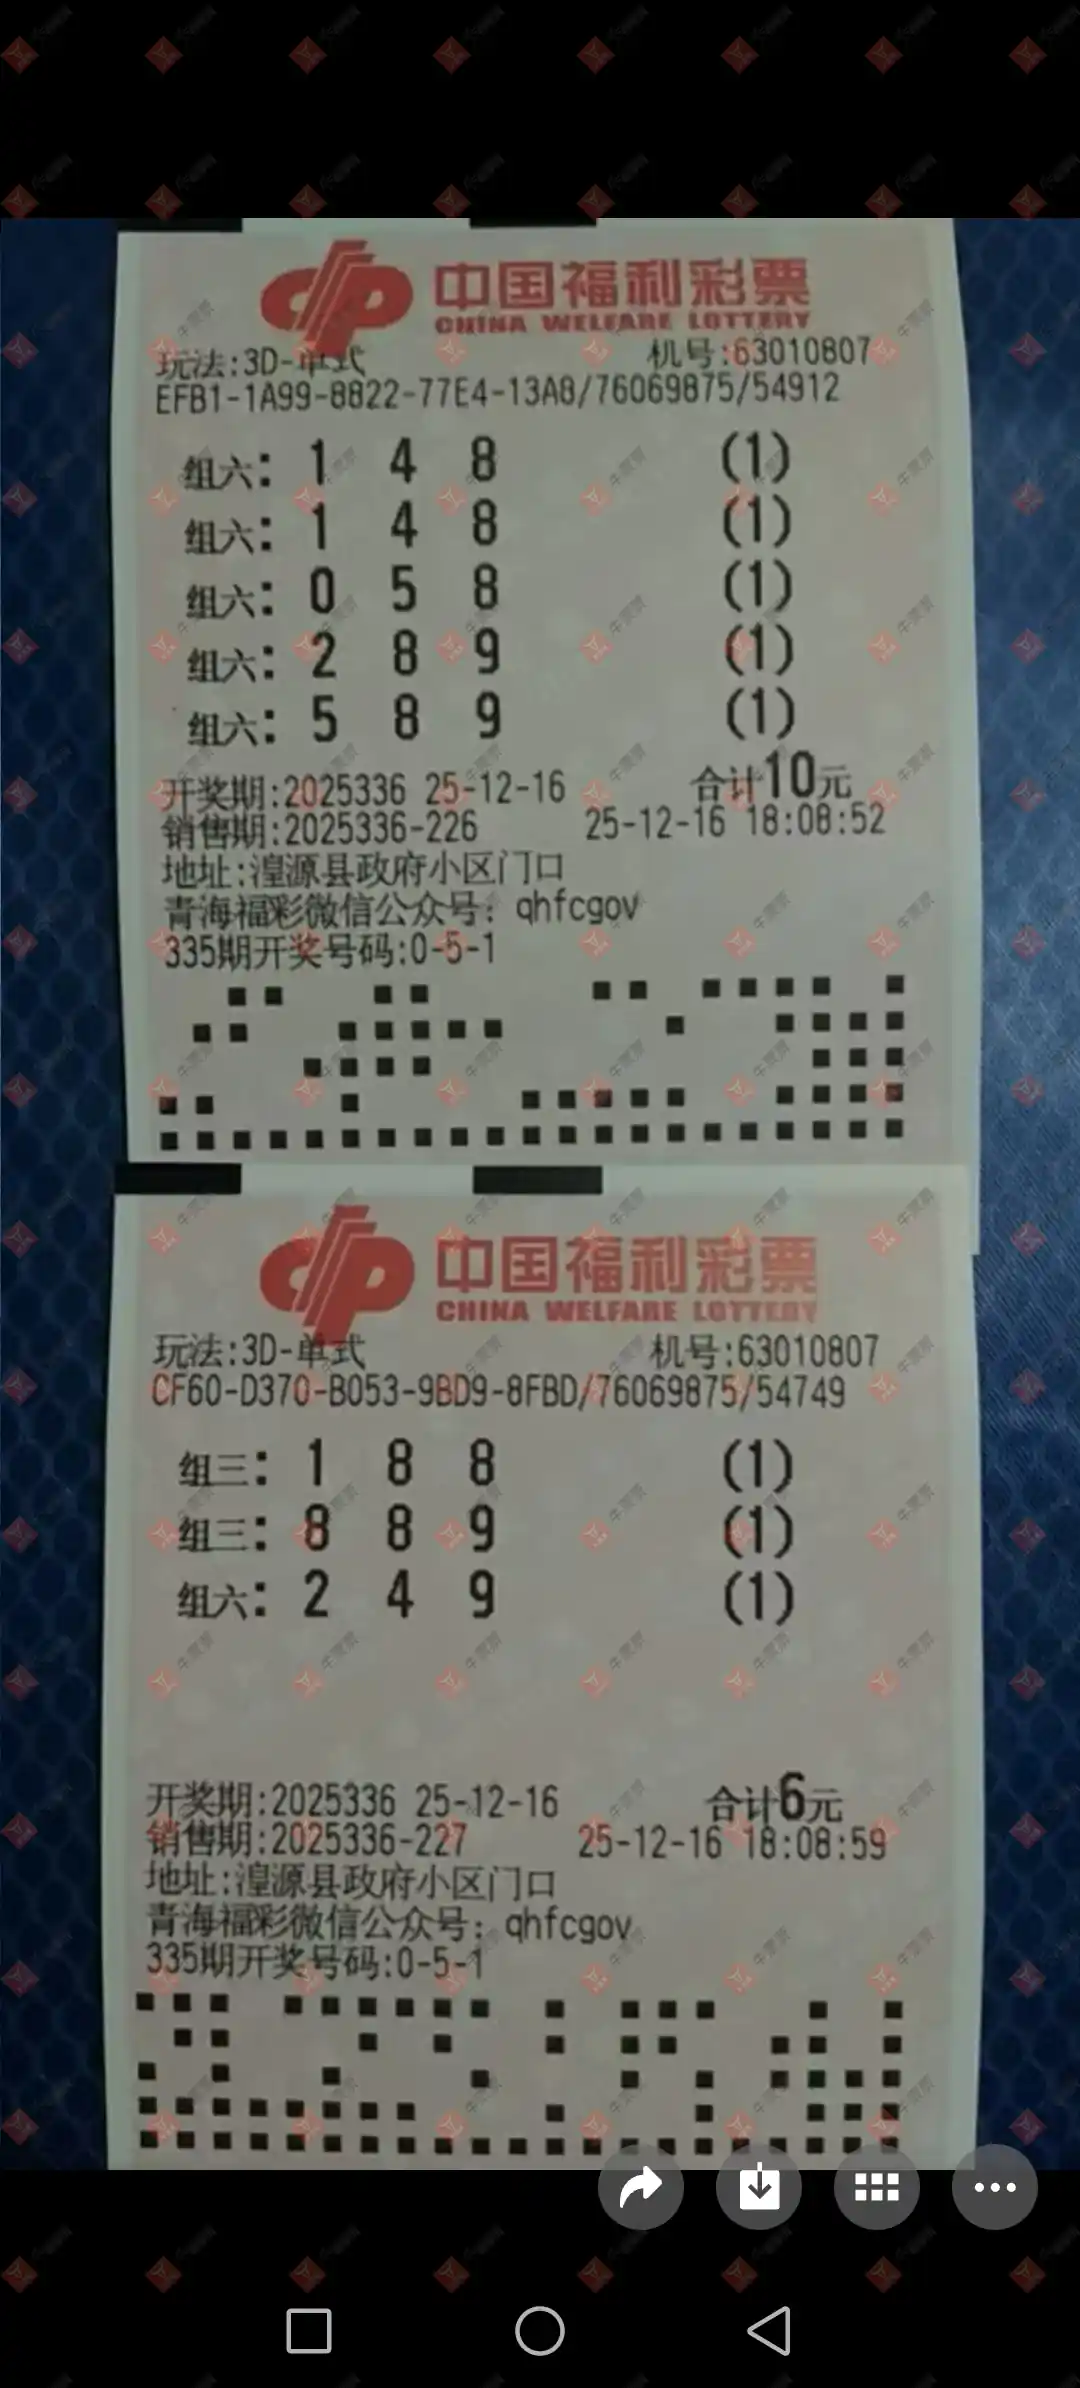 中国福利彩票
CHINA WELFARE LOTTERY
玩法:3D-单式 机号:63010807
EFB1-1A99-8822-77E4-13A8/76069875/54912
组六: 1 4 8 (1)
组六: 1 4 8 (1)
组六: 0 5 8 (1)
组六: 2 8 9 (1)
组六: 5 8 9 (1)
开奖期:2025336 25-12-16 合计10元
销售期:2025336-226 25-12-16 18:08:52
地址:湟源县政府小区门口
青海福彩微信公众号: qhfcgov
335期开奖号码:0-5-1
中国福利彩票
CHINA WELFARE LOTTERY
玩法:3D-单式 机号:63010807
CF60-D370-B053-9BD9-8FBD/76069875/54749
组三: 1 8 8 (1)
组三: 8 8 9 (1)
组六: 2 4 9 (1)
开奖期:2025336 25-12-16 合计6元
销售期:2025336-227 25-12-16 18:08:59
地址:湟源县政府小区门口
青海福彩微信公众号: qhfcgov
335期开奖号码:0-5-1